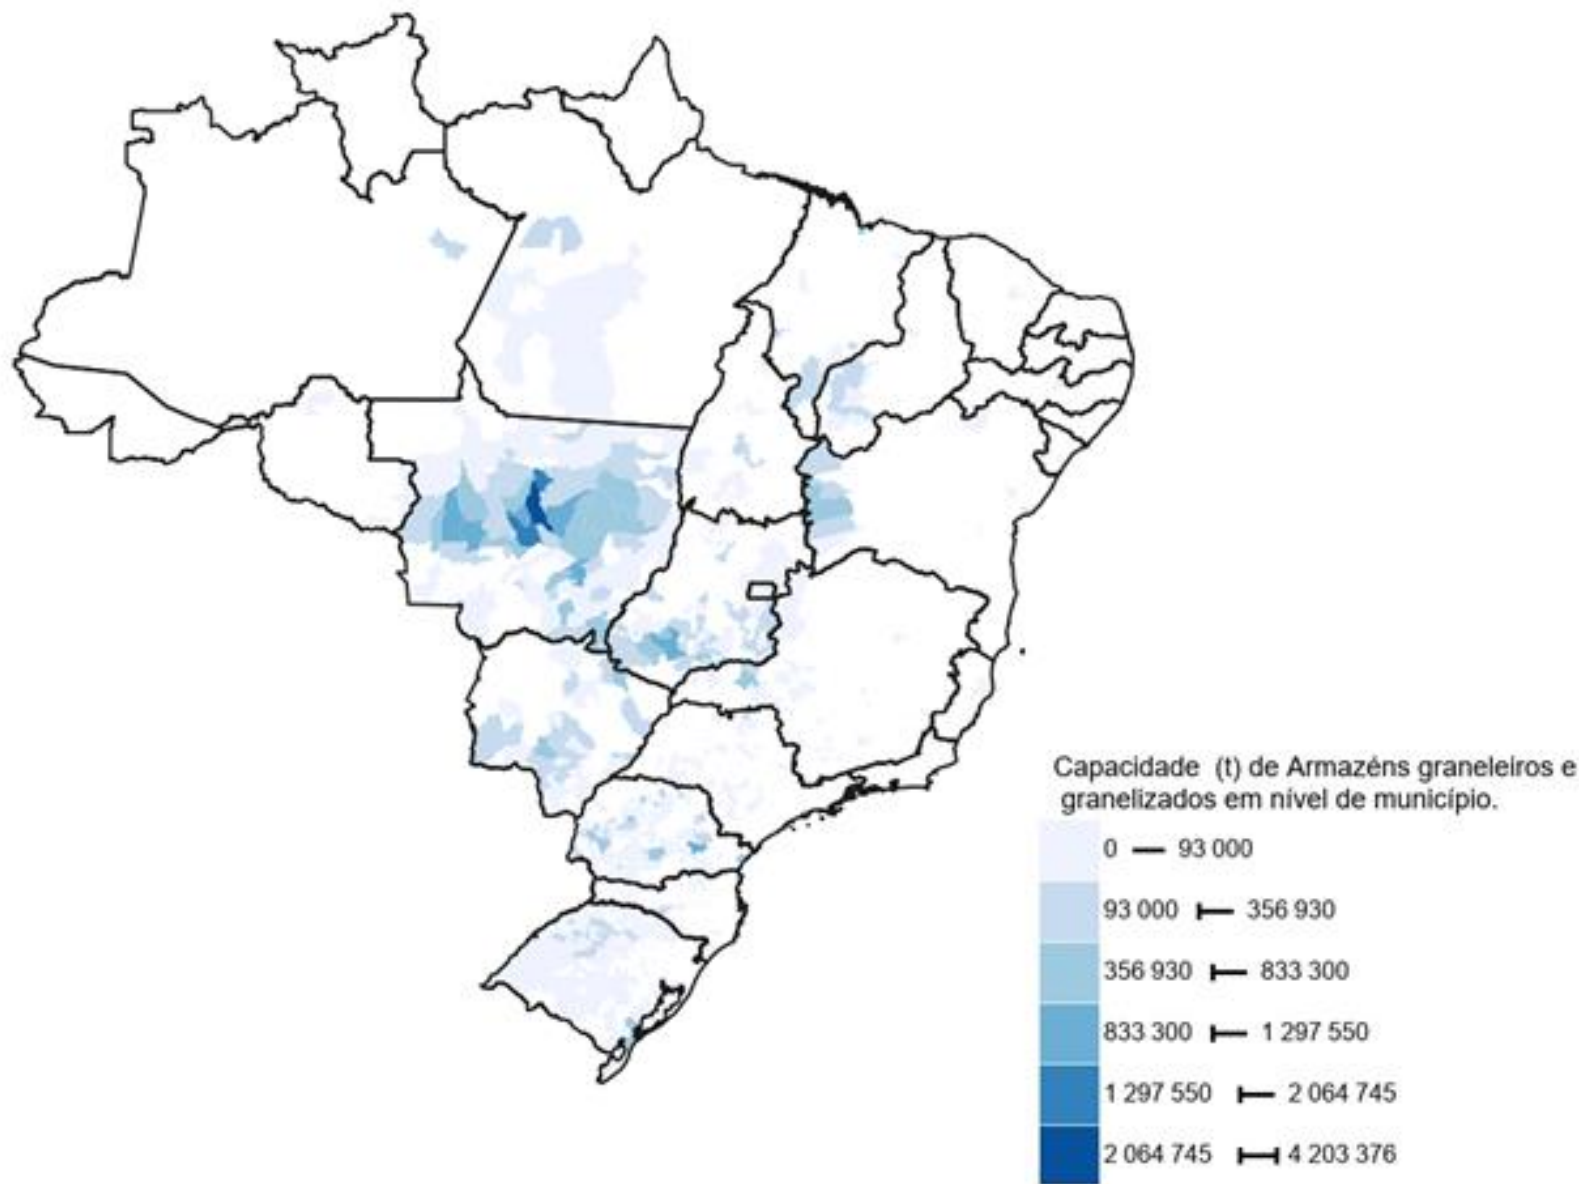 Capacidade (t) de Armazéns graneleiros e
granelizados em nível de município.
0 — 93 000
93 000 ⊢ 356 930
356 930 ⊢ 833 300
833 300 ⊢ 1 297 550
1 297 550 ⊢ 2 064 745
2 064 745 ⊢⊣ 4 203 376